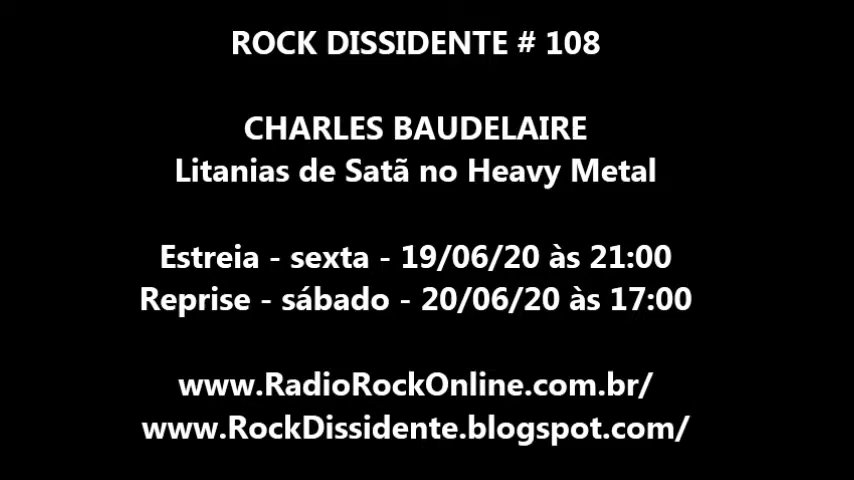 ROCK DISSIDENTE # 108
CHARLES BAUDELAIRE
Litanias de Satã no Heavy Metal
Estreia - sexta - 19/06/20 às 21:00
Reprise - sábado - 20/06/20 às 17:00
www.RadioRockOnline.com.br/
www.RockDissidente.blogspot.com/